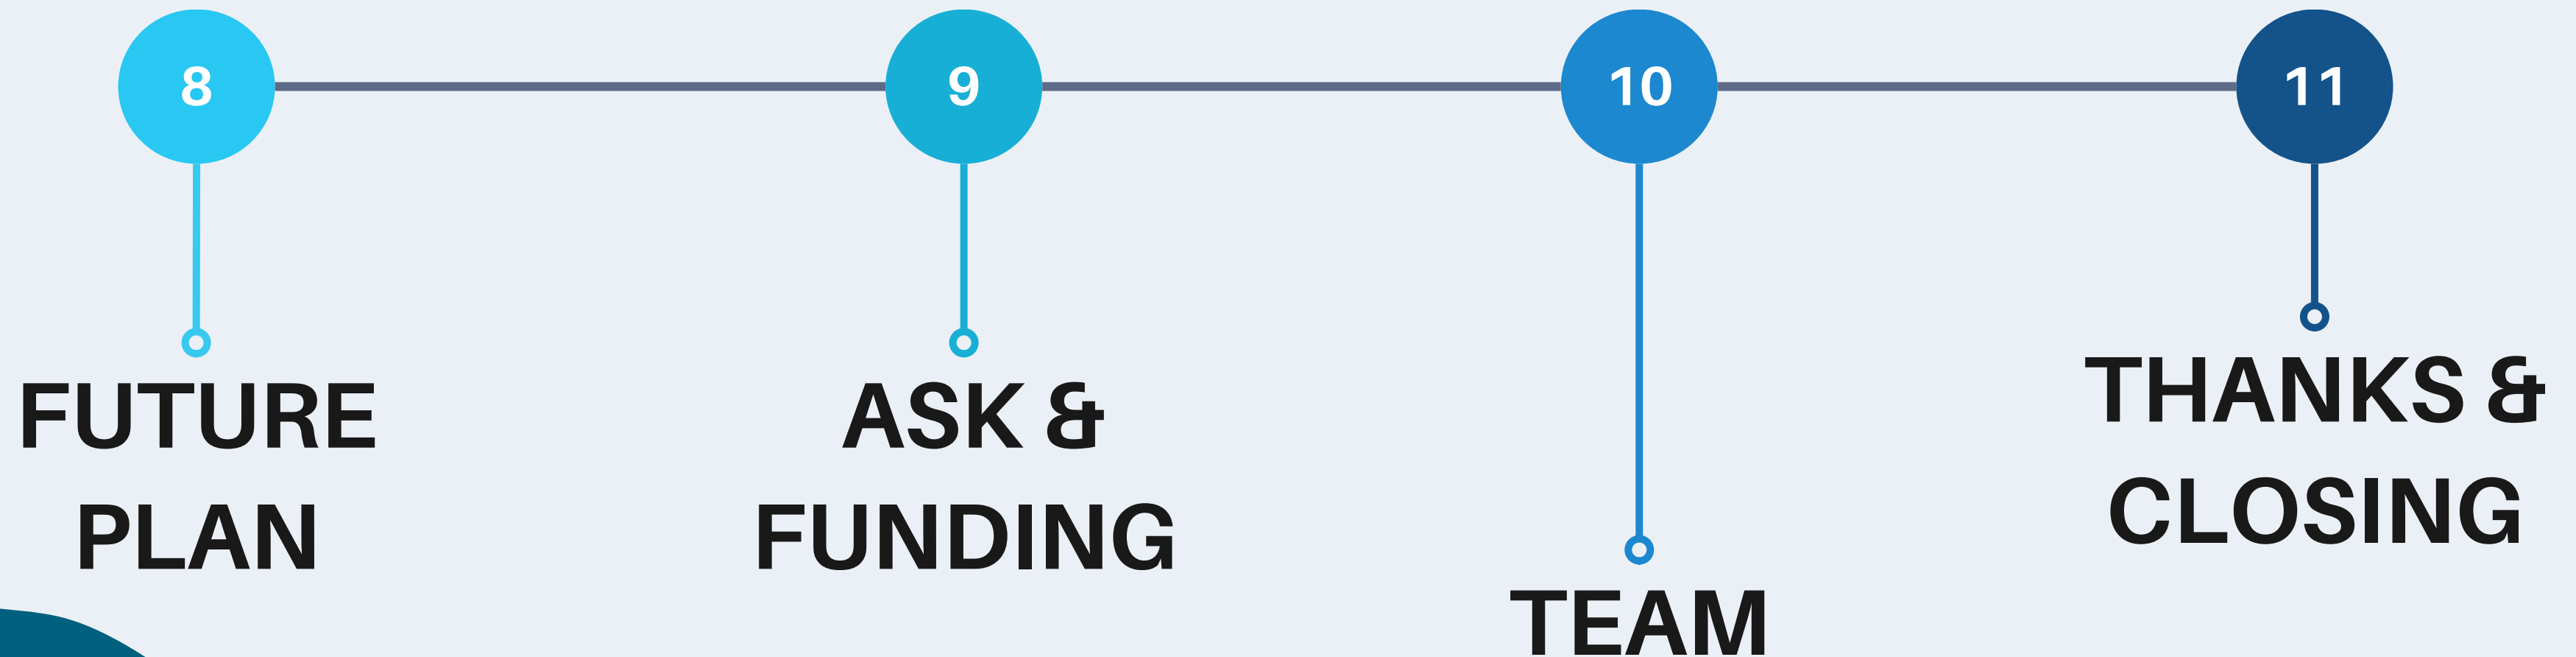 8
9
10
11
FUTURE
PLAN
ASK &
FUNDING
TEAM
THANKS &
CLOSING